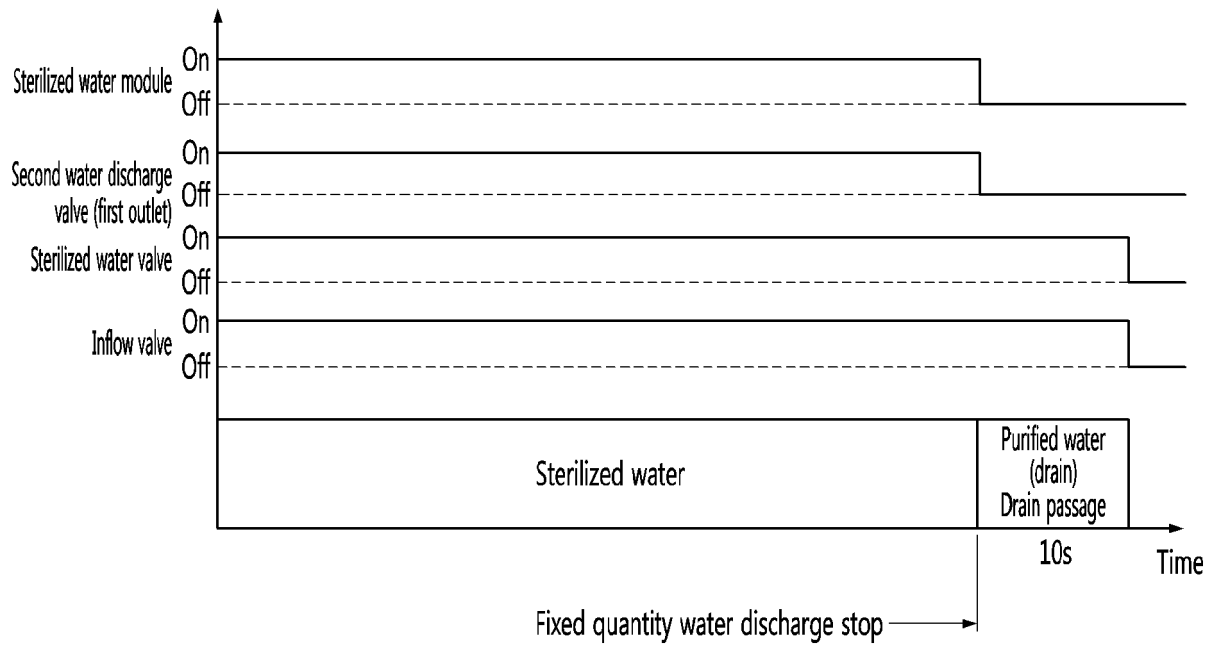 On
Sterilized water module
Off
On
Second water discharge
Off
valve (first outlet)
On
Sterilized water valve
Off
On
Inflow valve
Off
Sterilized water
Purified water
(drain)
Drain passage
10s
Time
Fixed quantity water discharge stop